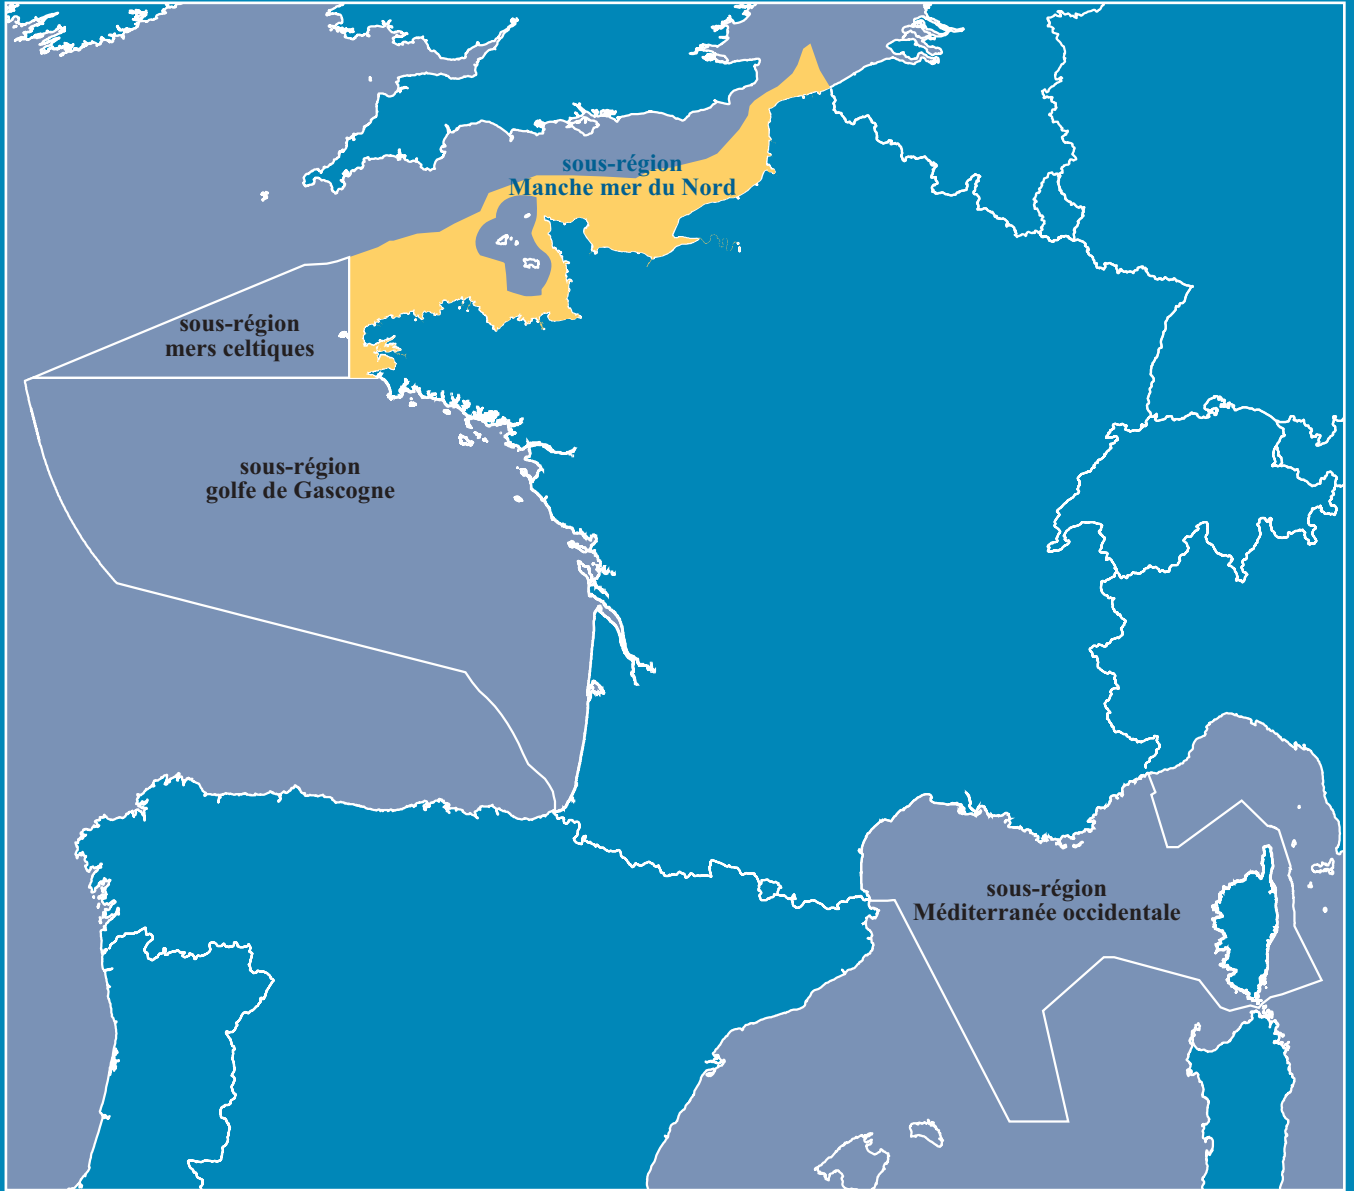 sous-région
Manche mer du Nord
sous-région
mers celtiques
sous-région
golfe de Gascogne
sous-région
Méditerranée occidentale